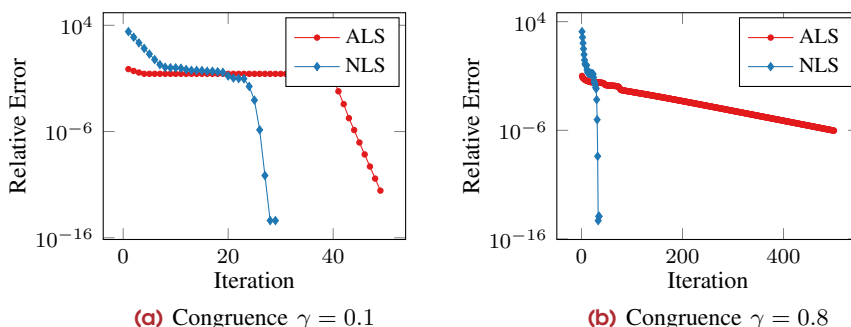 10^4
10^−6
10^−16
Relative Error
ALS
NLS
0
20
40
Iteration
(a) Congruence γ = 0.1
10^4
10^−6
10^−16
Relative Error
ALS
NLS
0
200
400
Iteration
(b) Congruence γ = 0.8